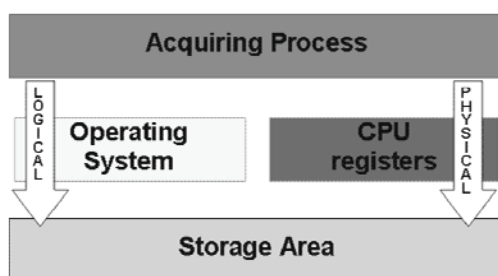 Acquiring Process
LOGICAL
PHYSICAL
Operating
System
CPU
registers
Storage Area